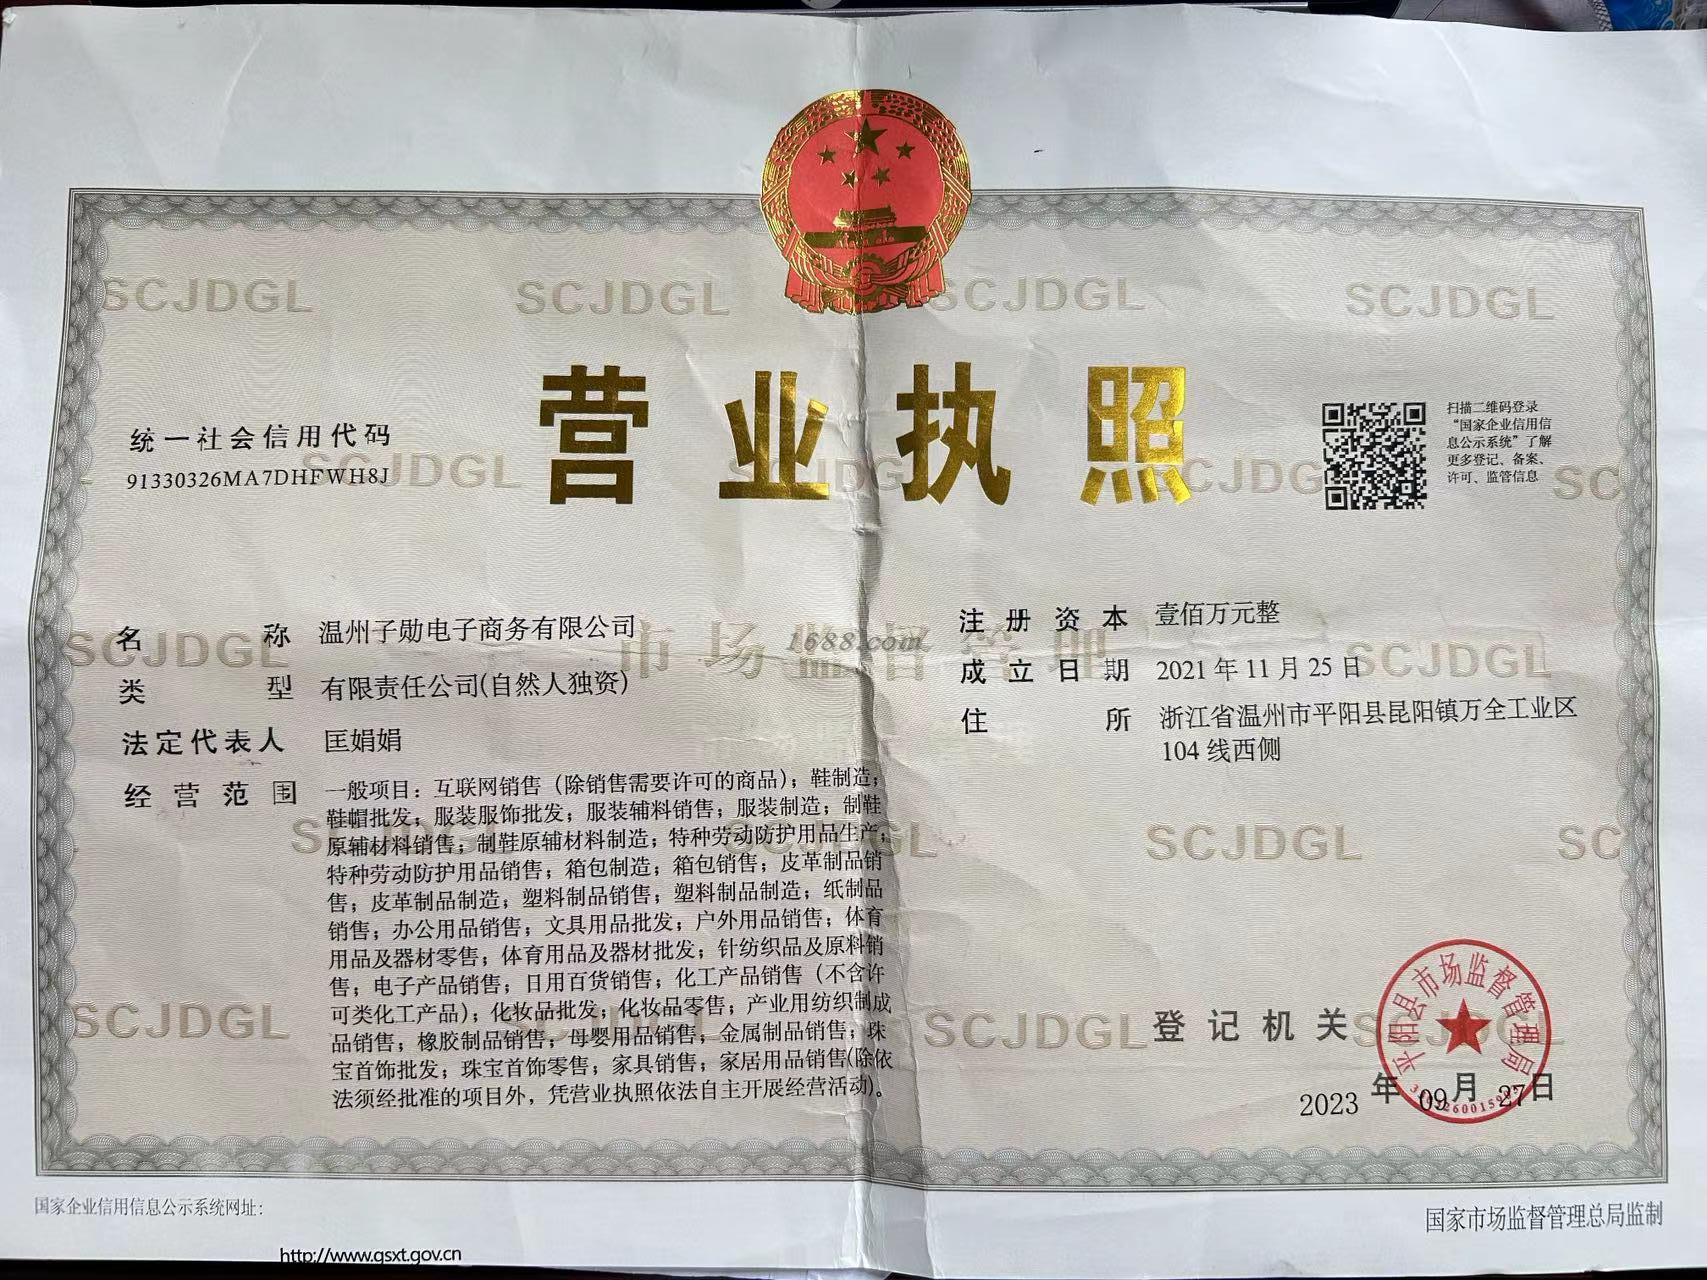 营业执照
统一社会信用代码
91330326MA7DHFWH8J
扫描二维码登录
“国家企业信用信
息公示系统”了解
更多登记、备案、
许可、监管信息
名 称 温州子勋电子商务有限公司
类 型 有限责任公司(自然人独资)
法定代表人 匡娟娟
经营范围 一般项目：互联网销售（除销售需要许可的商品）；鞋制造；
鞋帽批发；服装服饰批发；服装辅料销售；服装制造；制鞋
原辅材料销售；制鞋原辅材料制造；特种劳动防护用品生产；
特种劳动防护用品销售；箱包制造；箱包销售；皮革制品销
售；皮革制品制造；塑料制品销售；塑料制品制造；纸制品
销售；办公用品销售；文具用品批发；户外用品销售；体育
用品及器材零售；体育用品及器材批发；针纺织品及原料销
售；电子产品销售；日用百货销售；化工产品销售（不含许
可类化工产品）；化妆品批发；化妆品零售；产业用纺织制成
品销售；橡胶制品销售；母婴用品销售；金属制品销售；珠
宝首饰批发；珠宝首饰零售；家具销售；家居用品销售(除依
法须经批准的项目外，凭营业执照依法自主开展经营活动)。
注册资本 壹佰万元整
成立日期 2021 年 11 月 25 日
住 所 浙江省温州市平阳县昆阳镇万全工业区
104 线西侧
登记机关
平阳县市场监督管理局
2023 年 09 月 27 日
国家企业信用信息公示系统网址：
http://www.gsxt.gov.cn
国家市场监督管理总局监制
SCJDGL SCJDGL SCJDGL SCJDGL
市场监督管理
1688.com